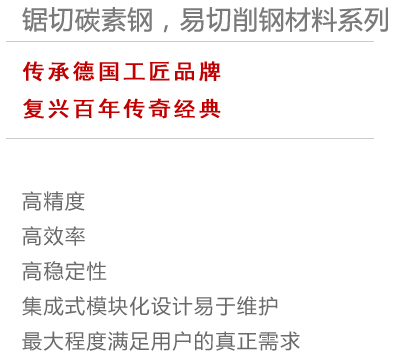 锯切碳素钢，易切削钢材料系列
传承德国工匠品牌
复兴百年传奇经典
高精度
高效率
高稳定性
集成式模块化设计易于维护
最大程度满足用户的真正需求